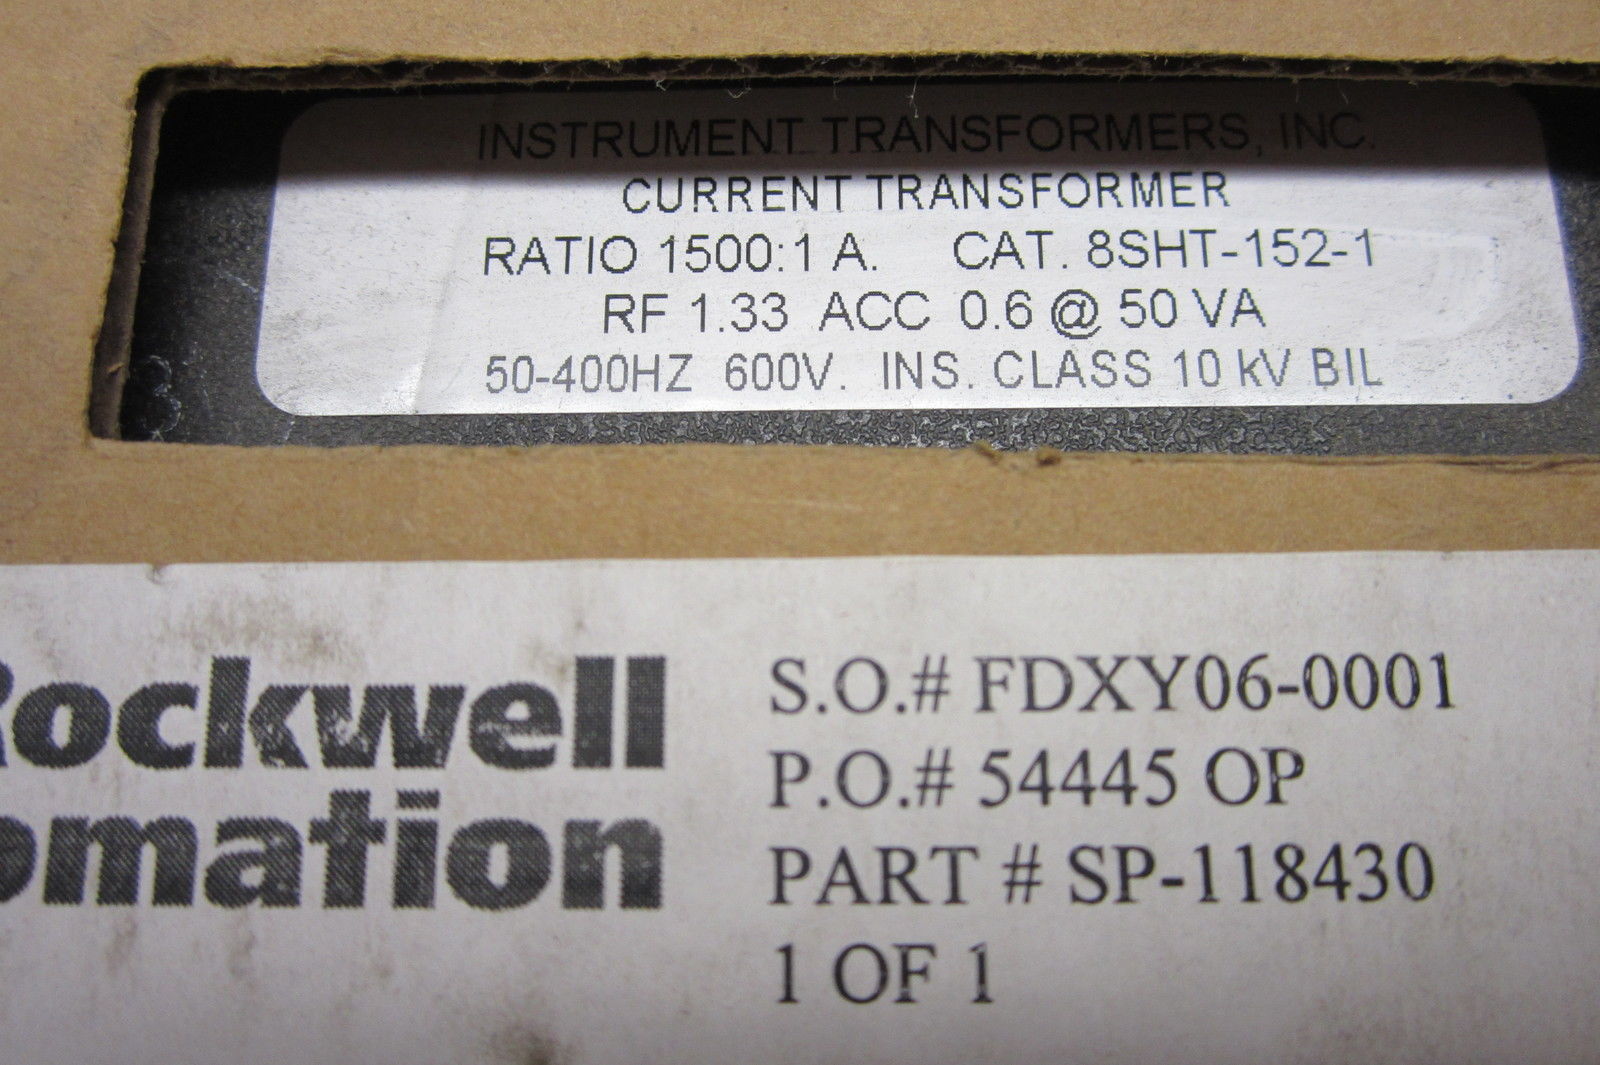 INSTRUMENT TRANSFORMERS, INC.
CURRENT TRANSFORMER
RATIO 1500:1 A. CAT. 8SHT-152-1
RF 1.33 ACC 0.6 @ 50 VA
50-400HZ 600V. INS. CLASS 10 kV BIL
Rockwell
omation
S.O.# FDXY06-0001
P.O.# 54445 OP
PART # SP-118430
1 OF 1